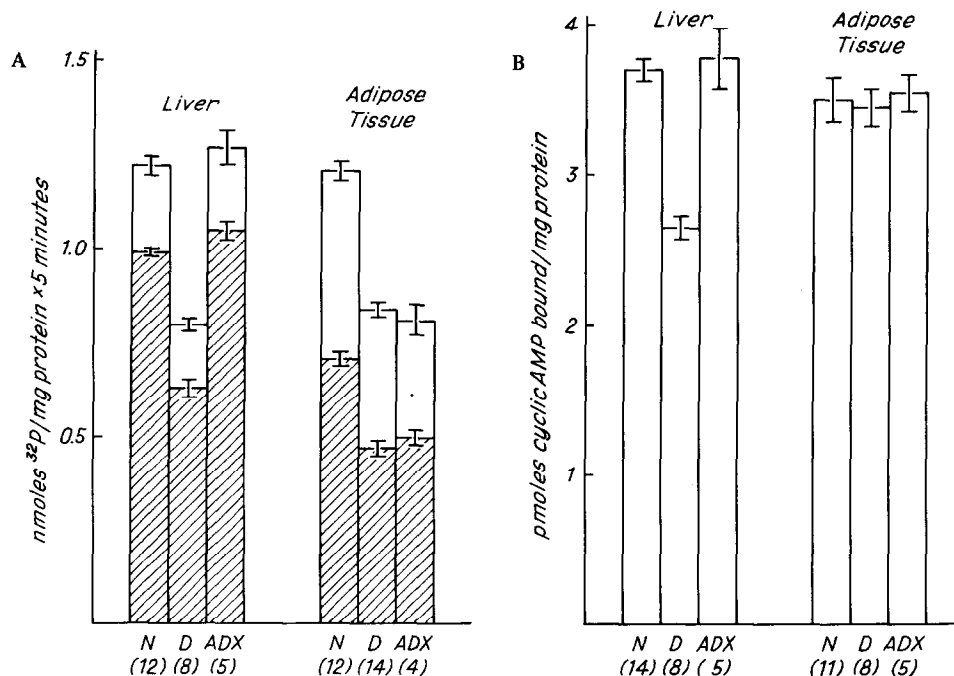 A
1.5
1.0
0.5
nmoles ³²P/mg protein × 5 minutes
Liver
Adipose
Tissue
N D ADX
(12) (8) (5)
N D ADX
(12) (14) (4)
B
4
3
2
1
pmoles cyclic AMP bound/mg protein
Liver
Adipose
Tissue
N D ADX
(14) (8) (5)
N D ADX
(11) (8) (5)